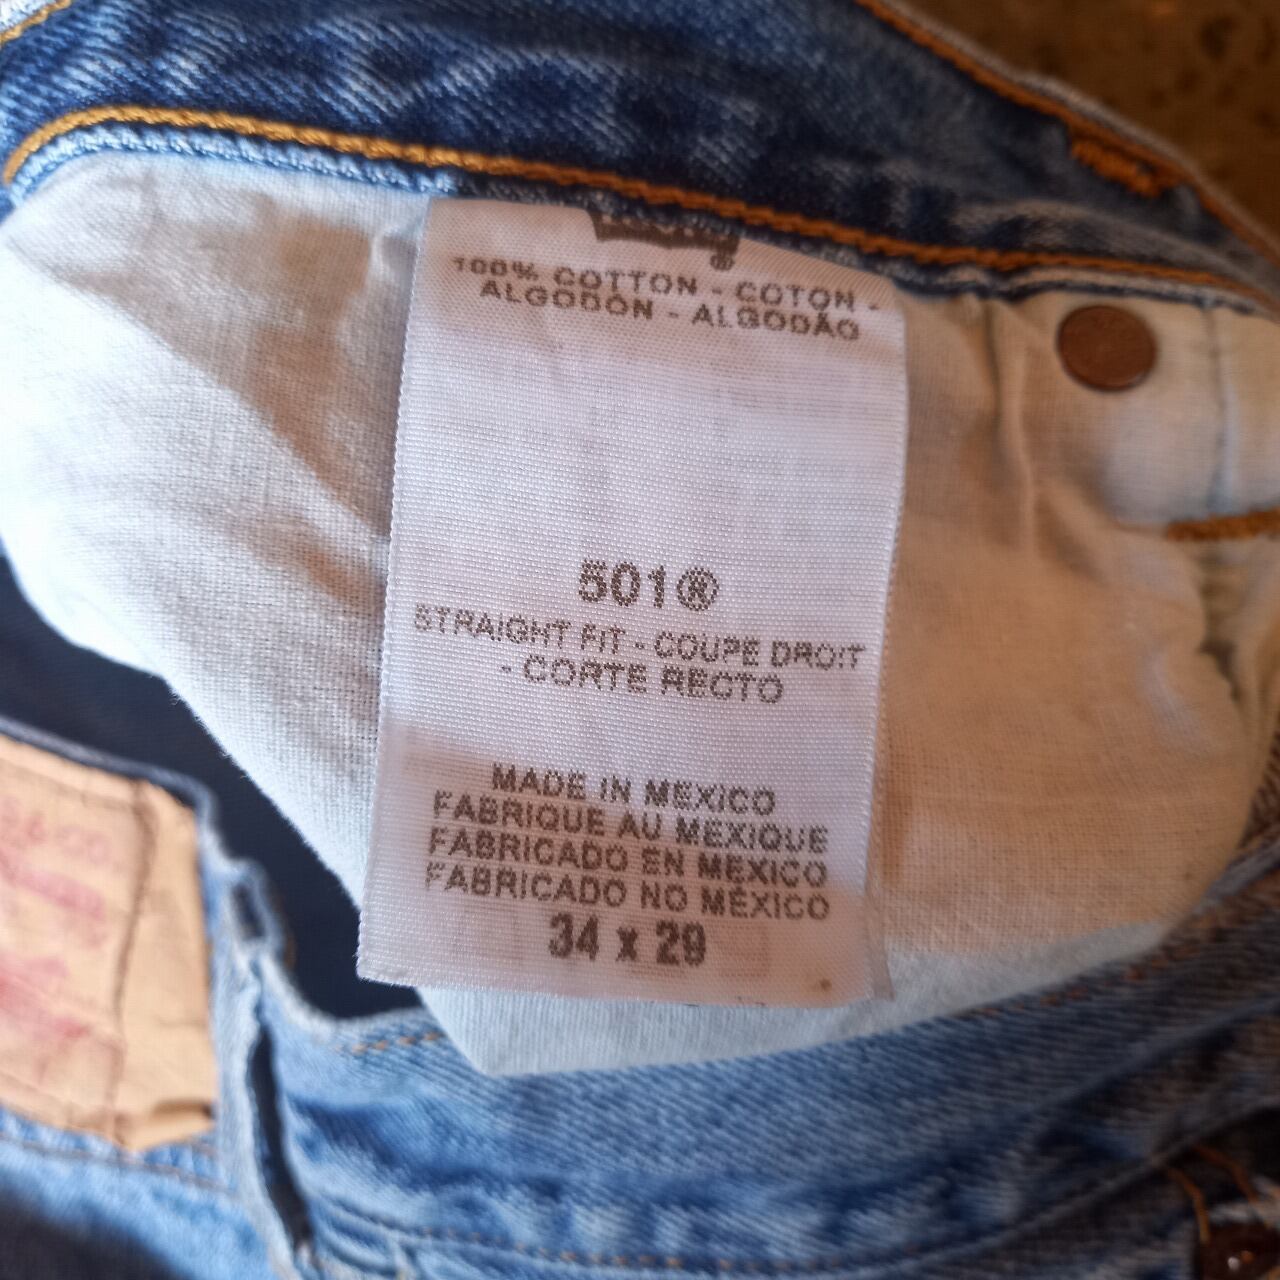 ®
100% COTTON - COTON -
ALGODÓN - ALGODÃO
501®
STRAIGHT FIT - COUPE DROIT
- CORTE RECTO
MADE IN MEXICO
FABRIQUE AU MEXIQUE
FABRICADO EN MÉXICO
FABRICADO NO MÉXICO
34 x 29